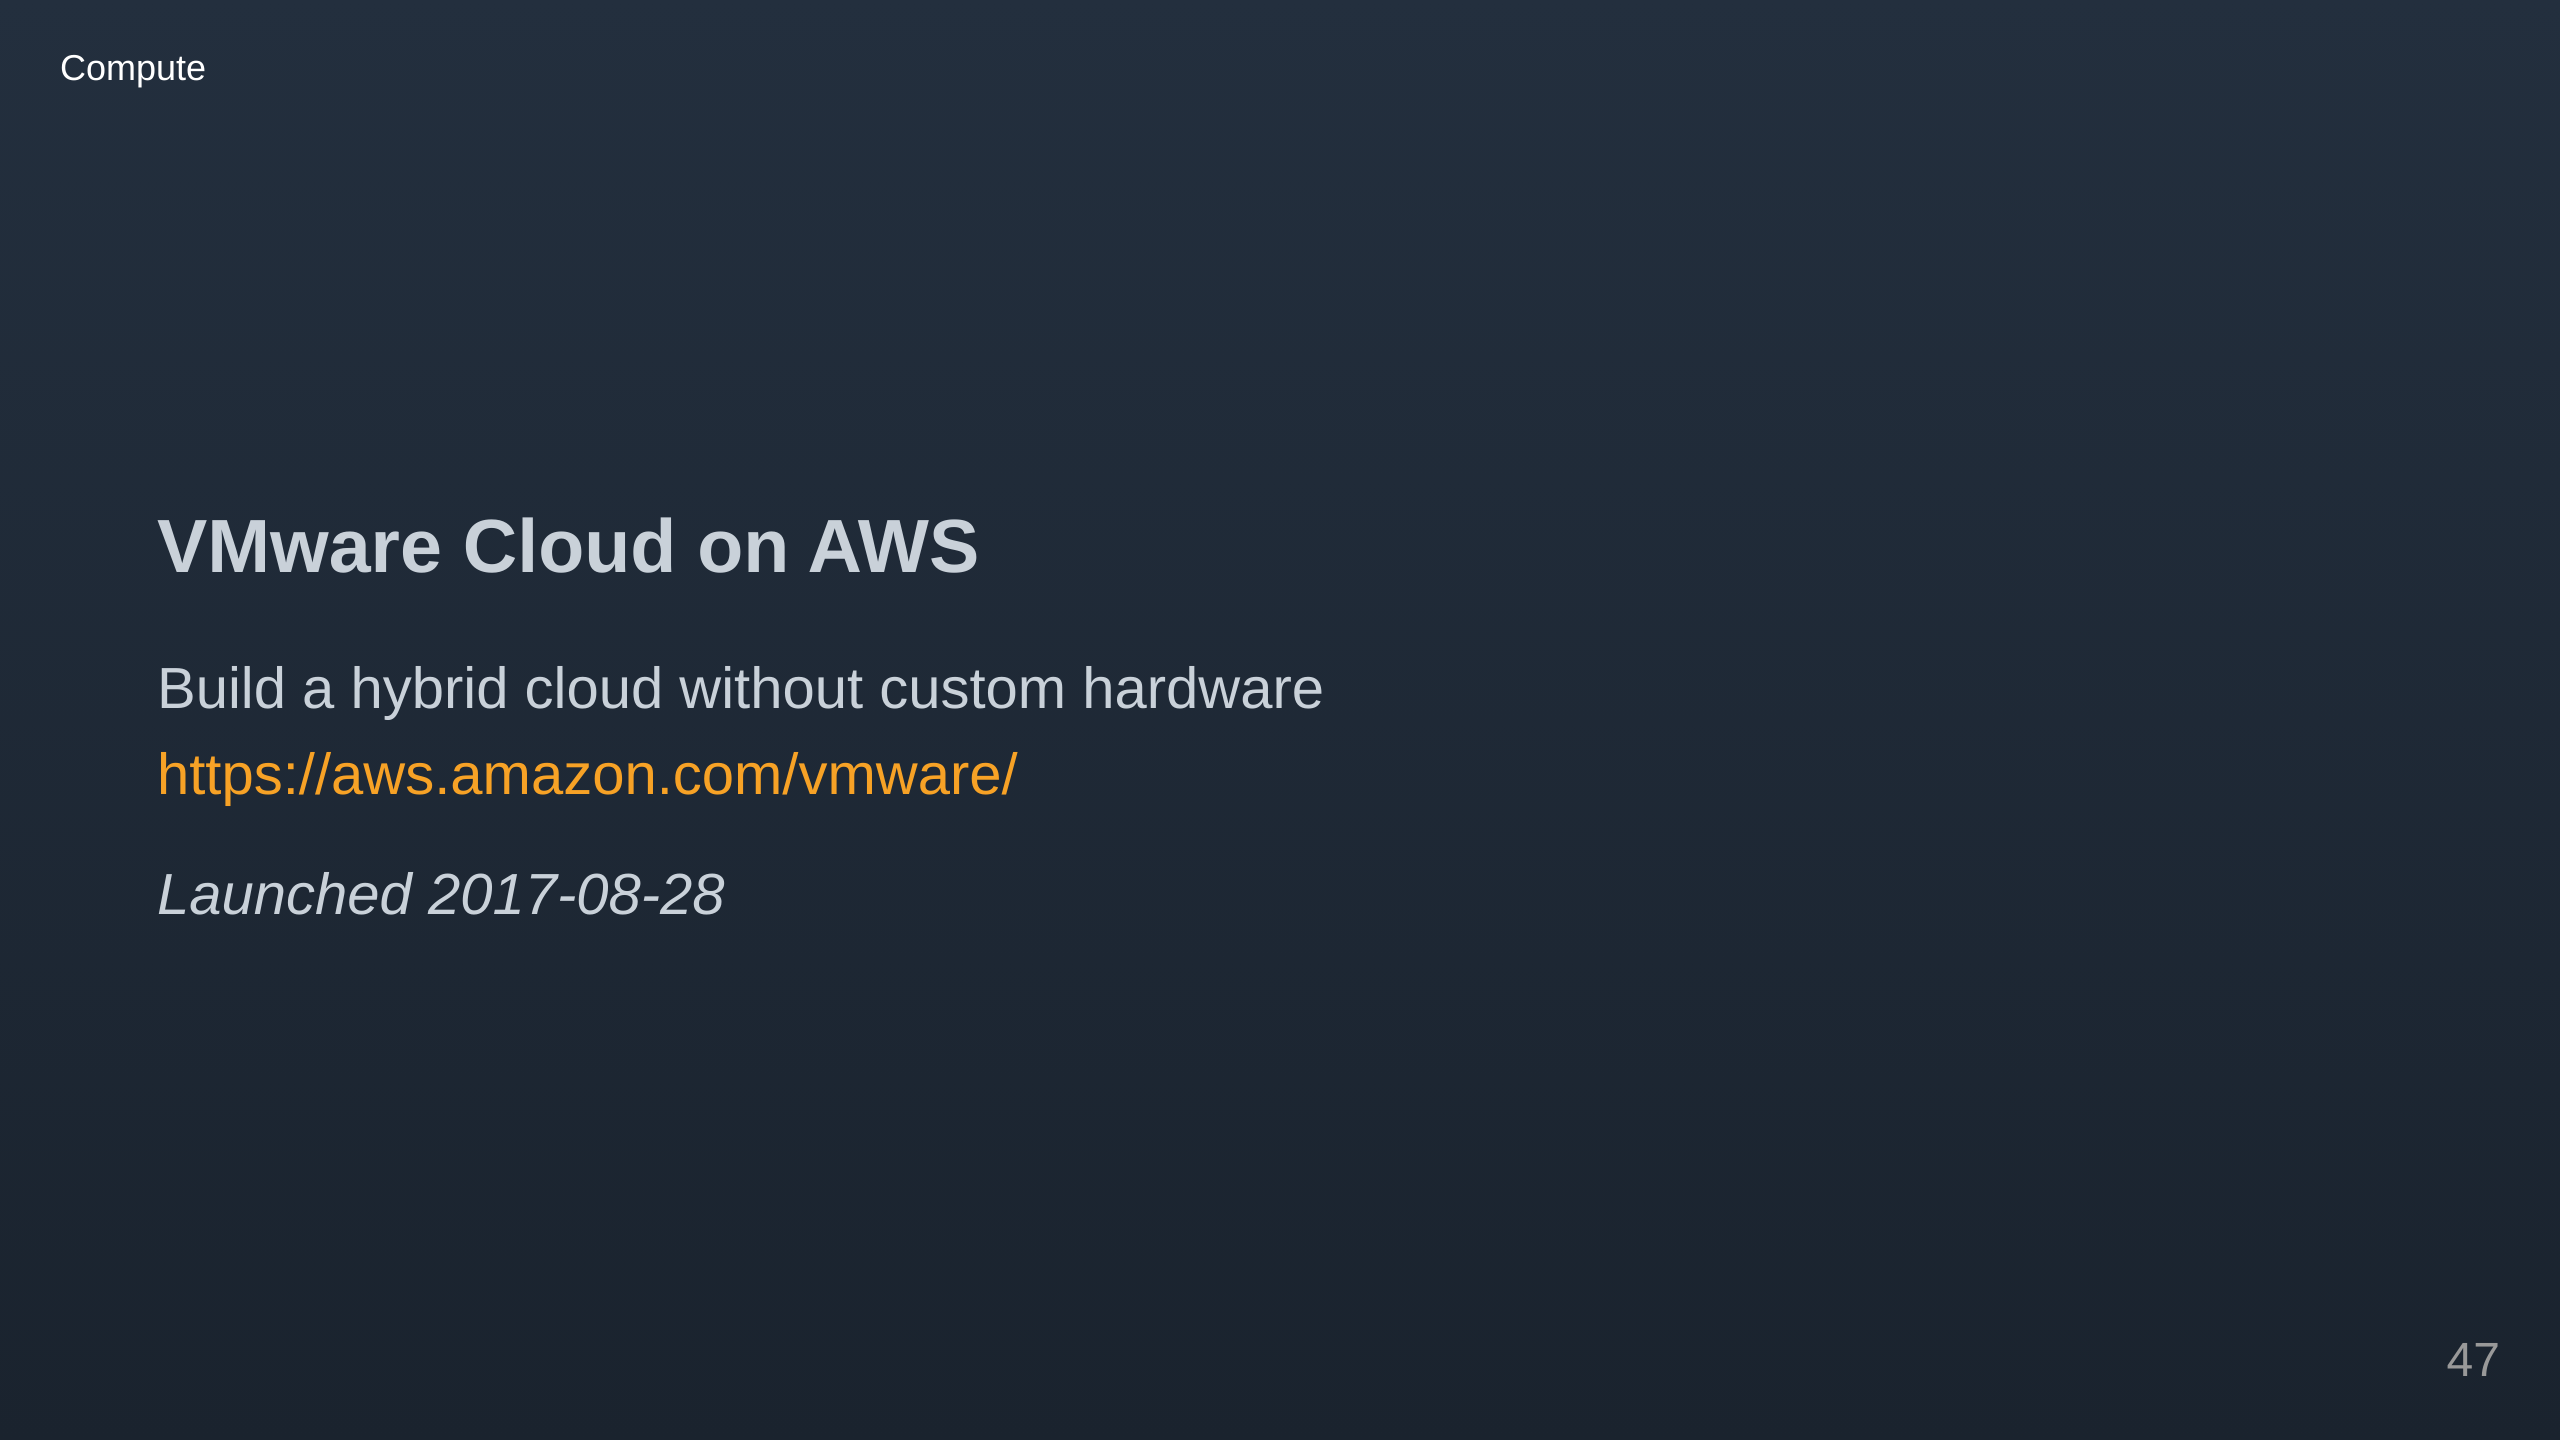 Compute
VMware Cloud on AWS
Build a hybrid cloud without custom hardware
https://aws.amazon.com/vmware/
Launched 2017-08-28
47